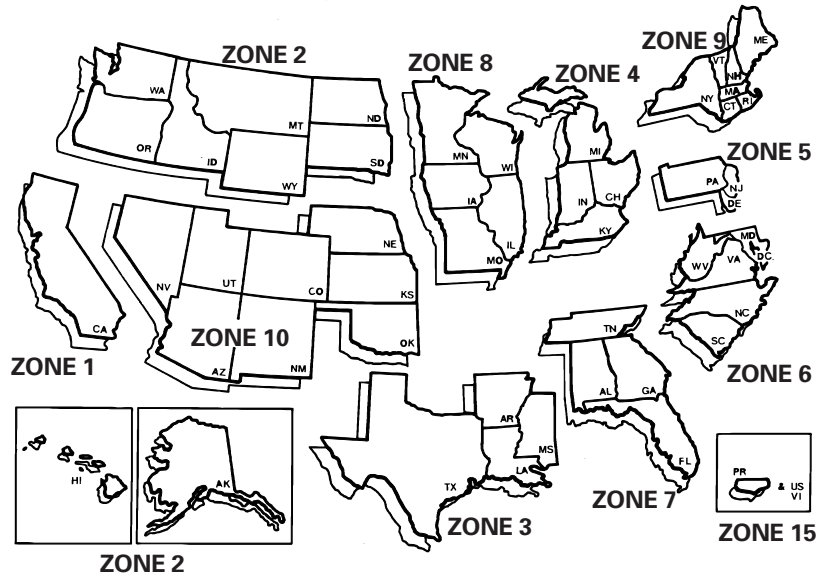 ZONE 2
ZONE 8
ZONE 4
ZONE 9
ME
VT
NH
MA
NY
CT
RI
WA
MT
ND
OR
ID
WY
SD
MN
WI
MI
ZONE 5
PA
NJ
DE
IA
IN
CH
IL
MO
KY
MD
DC.
WV
VA
NE
NV
UT
CO
KS
NC
SC
CA
ZONE 10
OK
TN
ZONE 1
AZ
NM
ZONE 6
AL
GA
AR
MS
TX
LA
FL
HI
AK
PR
& US
VI
ZONE 7
ZONE 3
ZONE 15
ZONE 2